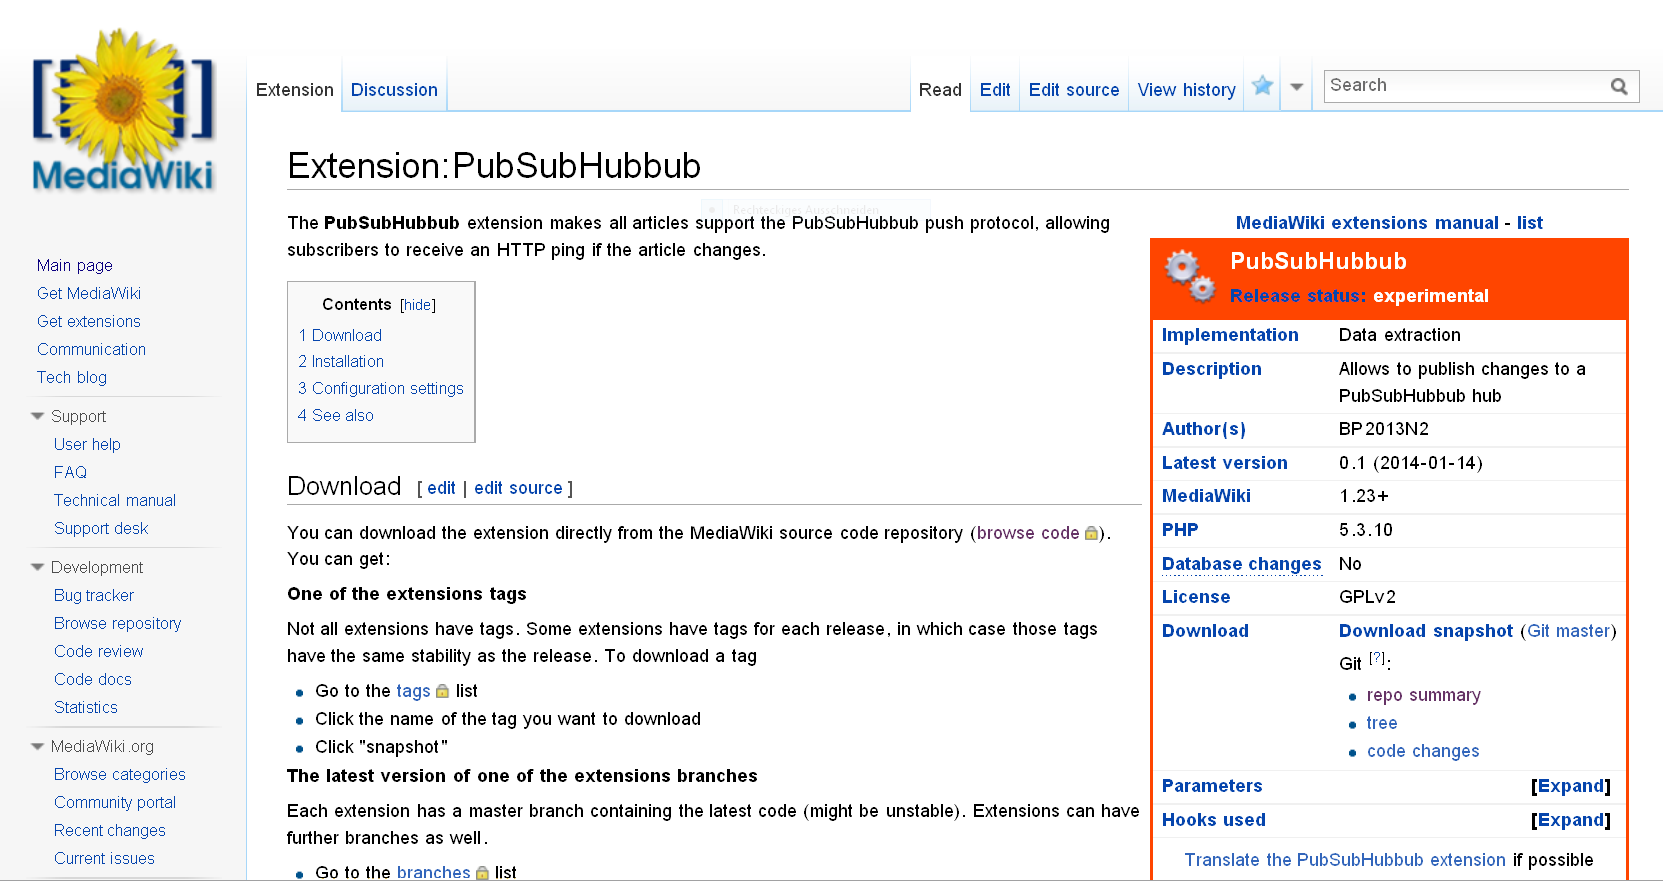 MediaWiki
Main page
Get MediaWiki
Get extensions
Communication
Tech blog
Support
User help
FAQ
Technical manual
Support desk
Development
Bug tracker
Browse repository
Code review
Code docs
Statistics
MediaWiki.org
Browse categories
Community portal
Recent changes
Current issues
Extension Discussion Read Edit Edit source View history Search
Extension:PubSubHubbub
Rechteckiges Ausschneiden
The PubSubHubbub extension makes all articles support the PubSubHubbub push protocol, allowing
subscribers to receive an HTTP ping if the article changes.
Contents [hide]
1 Download
2 Installation
3 Configuration settings
4 See also
Download [ edit | edit source ]
You can download the extension directly from the MediaWiki source code repository (browse code).
You can get:
One of the extensions tags
Not all extensions have tags. Some extensions have tags for each release, in which case those tags
have the same stability as the release. To download a tag
Go to the tags list
Click the name of the tag you want to download
Click "snapshot"
The latest version of one of the extensions branches
Each extension has a master branch containing the latest code (might be unstable). Extensions can have
further branches as well.
Go to the branches list
MediaWiki extensions manual - list
PubSubHubbub
Release status: experimental
Implementation Data extraction
Description Allows to publish changes to a
PubSubHubbub hub
Author(s) BP2013N2
Latest version 0.1 (2014-01-14)
MediaWiki 1.23+
PHP 5.3.10
Database changes No
License GPLv2
Download Download snapshot (Git master)
Git [?]:
repo summary
tree
code changes
Parameters [Expand]
Hooks used [Expand]
Translate the PubSubHubbub extension if possible